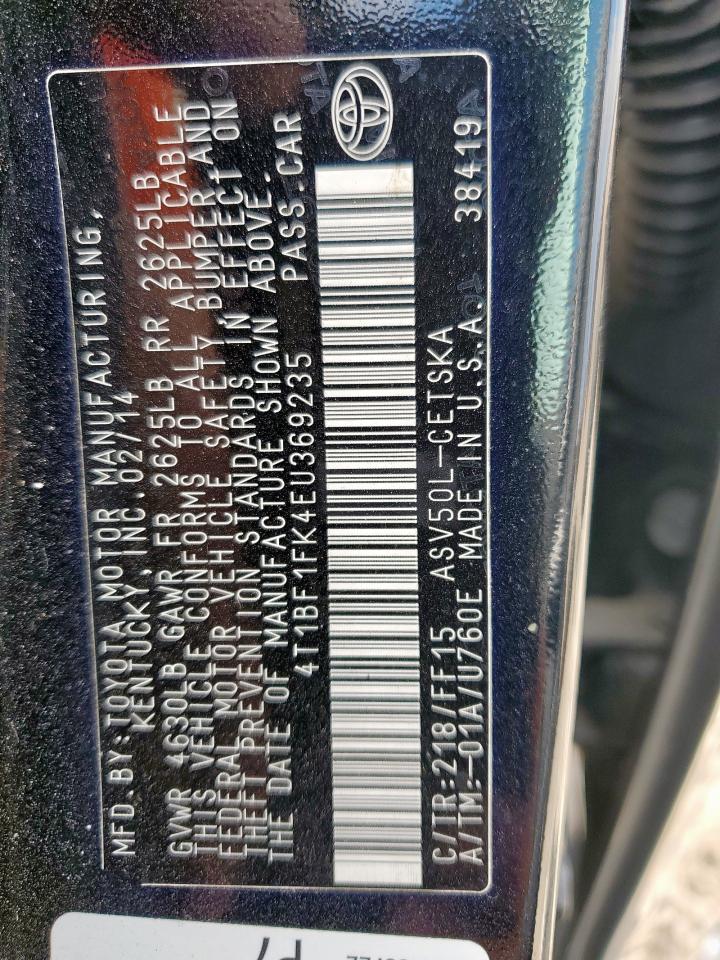 MFD.BY:TOYOTA MOTOR MANUFACTURING,
KENTUCKY,INC.02/14
GVWR 4630LB GAWR FR 2625LB RR 2625LB
THIS VEHICLE CONFORMS TO ALL APPLICABLE
FEDERAL MOTOR VEHICLE SAFETY BUMPER AND
THEFT PREVENTION STANDARDS IN EFFECT ON
THE DATE OF MANUFACTURE SHOWN ABOVE.
4T1BF1FK4EU369235 PASS.CAR
C/TR:218/FF15 ASV50L-CETSKA 38419
A/TM:-01A/U760E MADE IN U.S.A.